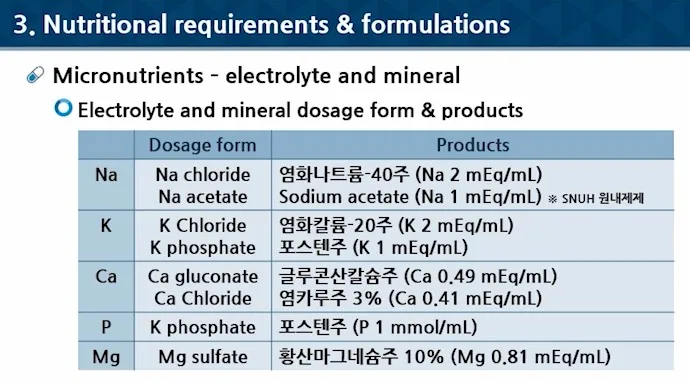 3. Nutritional requirements & formulations
Micronutrients - electrolyte and mineral
Electrolyte and mineral dosage form & products
Dosage form Products
Na Na chloride 염화나트륨-40주 (Na 2 mEq/mL)
Na acetate Sodium acetate (Na 1 mEq/mL) ※ SNUH 원내제제
K K Chloride 염화칼륨-20주 (K 2 mEq/mL)
K phosphate 포스텐주 (K 1 mEq/mL)
Ca Ca gluconate 글루콘산칼슘주 (Ca 0.49 mEq/mL)
Ca Chloride 염카루주 3% (Ca 0.41 mEq/mL)
P K phosphate 포스텐주 (P 1 mmol/mL)
Mg Mg sulfate 황산마그네슘주 10% (Mg 0.81 mEq/mL)